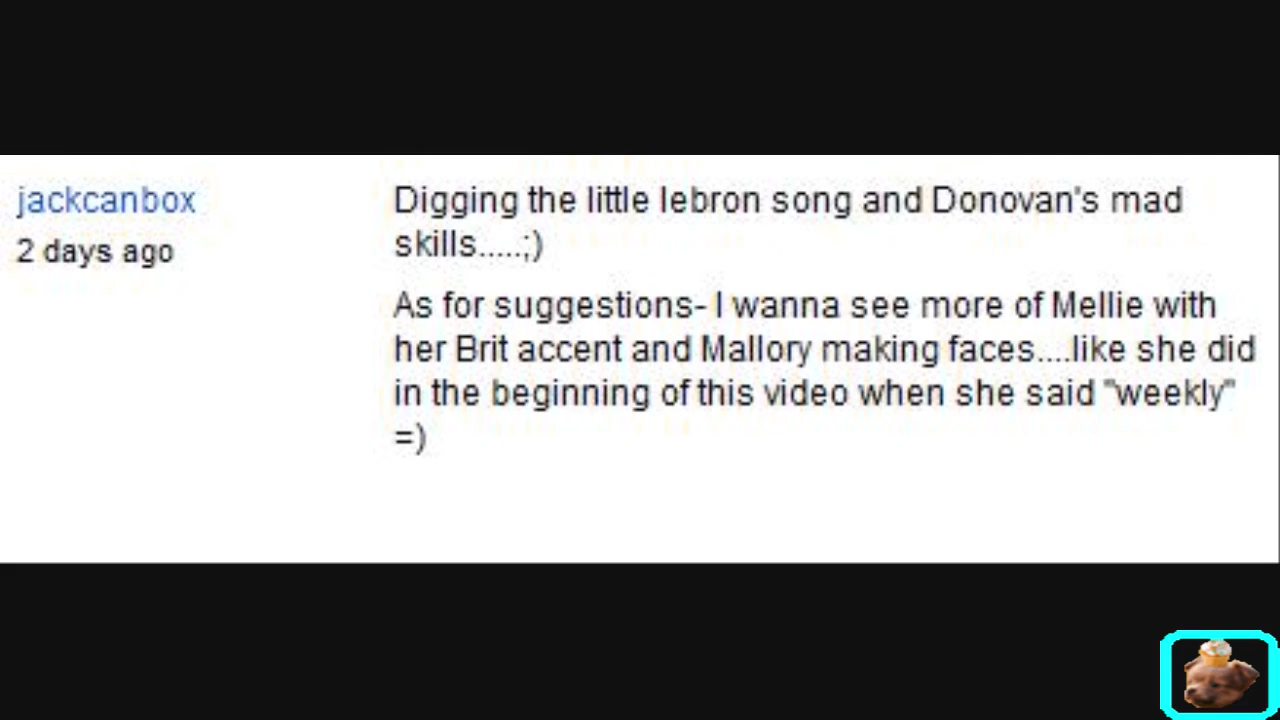 jackcanbox
2 days ago
Digging the little lebron song and Donovan's mad
skills.....;)
As for suggestions- I wanna see more of Mellie with
her Brit accent and Mallory making faces....like she did
in the beginning of this video when she said "weekly"
=)